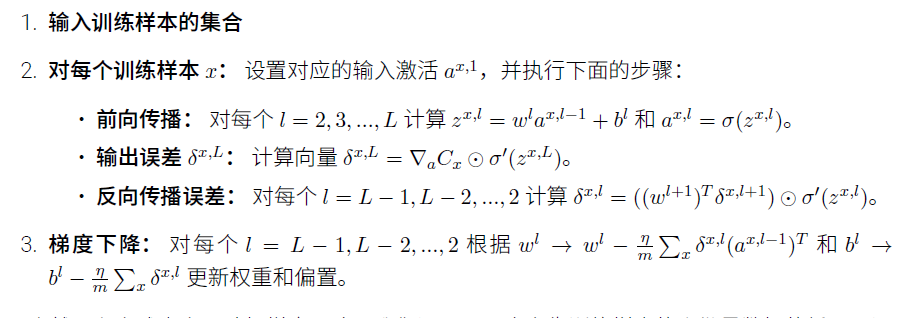 1. 输入训练样本的集合
2. 对每个训练样本 $x$： 设置对应的输入激活 $a^{x,1}$，并执行下面的步骤：
• 前向传播： 对每个 $l = 2, 3, ..., L$ 计算 $z^{x,l} = w^l a^{x,l-1} + b^l$ 和 $a^{x,l} = \sigma(z^{x,l})$。
• 输出误差 $\delta^{x,L}$： 计算向量 $\delta^{x,L} = \nabla_a C_x \odot \sigma'(z^{x,L})$。
• 反向传播误差： 对每个 $l = L-1, L-2, ..., 2$ 计算 $\delta^{x,l} = ((w^{l+1})^T \delta^{x,l+1}) \odot \sigma'(z^{x,l})$。
3. 梯度下降： 对每个 $l = L-1, L-2, ..., 2$ 根据 $w^l \to w^l - \frac{\eta}{m} \sum_x \delta^{x,l} (a^{x,l-1})^T$ 和 $b^l \to$
$b^l - \frac{\eta}{m} \sum_x \delta^{x,l}$ 更新权重和偏置。